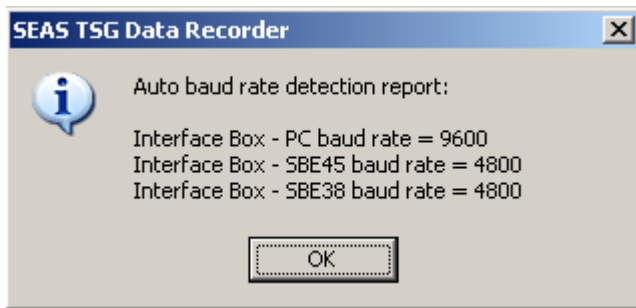 SEAS TSG Data Recorder
Auto baud rate detection report:
Interface Box - PC baud rate = 9600
Interface Box - SBE45 baud rate = 4800
Interface Box - SBE38 baud rate = 4800
OK